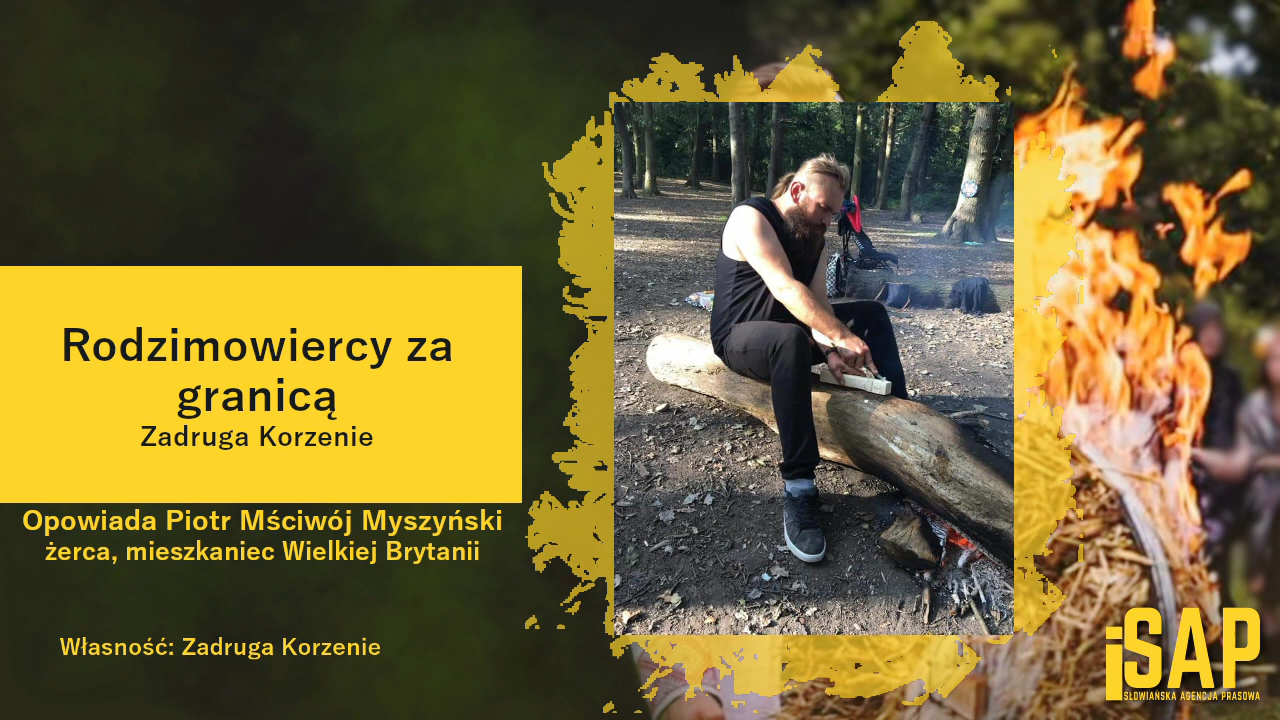 Rodzimowiercy za
granicą
Zadruga Korzenie
Opowiada Piotr Mściwój Myszyński
żerca, mieszkaniec Wielkiej Brytanii
Własność: Zadruga Korzenie
iSAP
SŁOWIAŃSKA AGENCJA PRASOWA